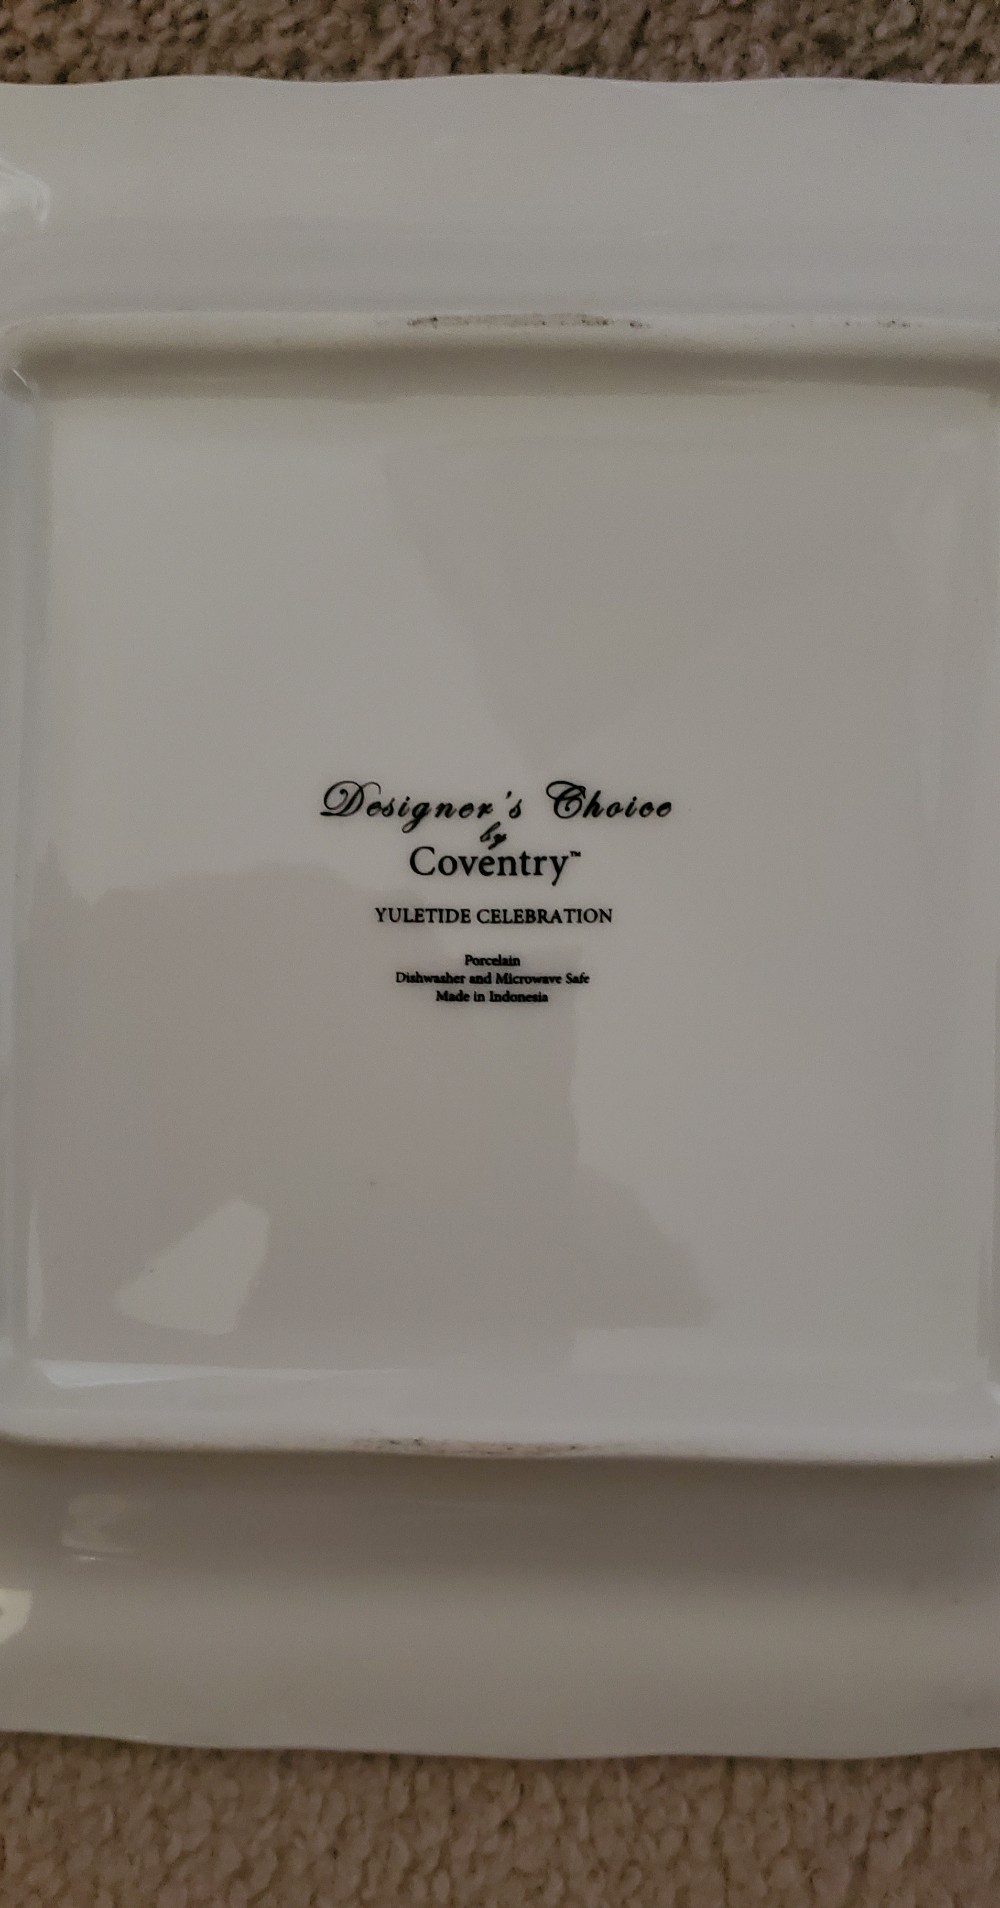 Designer's Choice
by
Coventry™
YULETIDE CELEBRATION
Porcelain
Dishwasher and Microwave Safe
Made in Indonesia